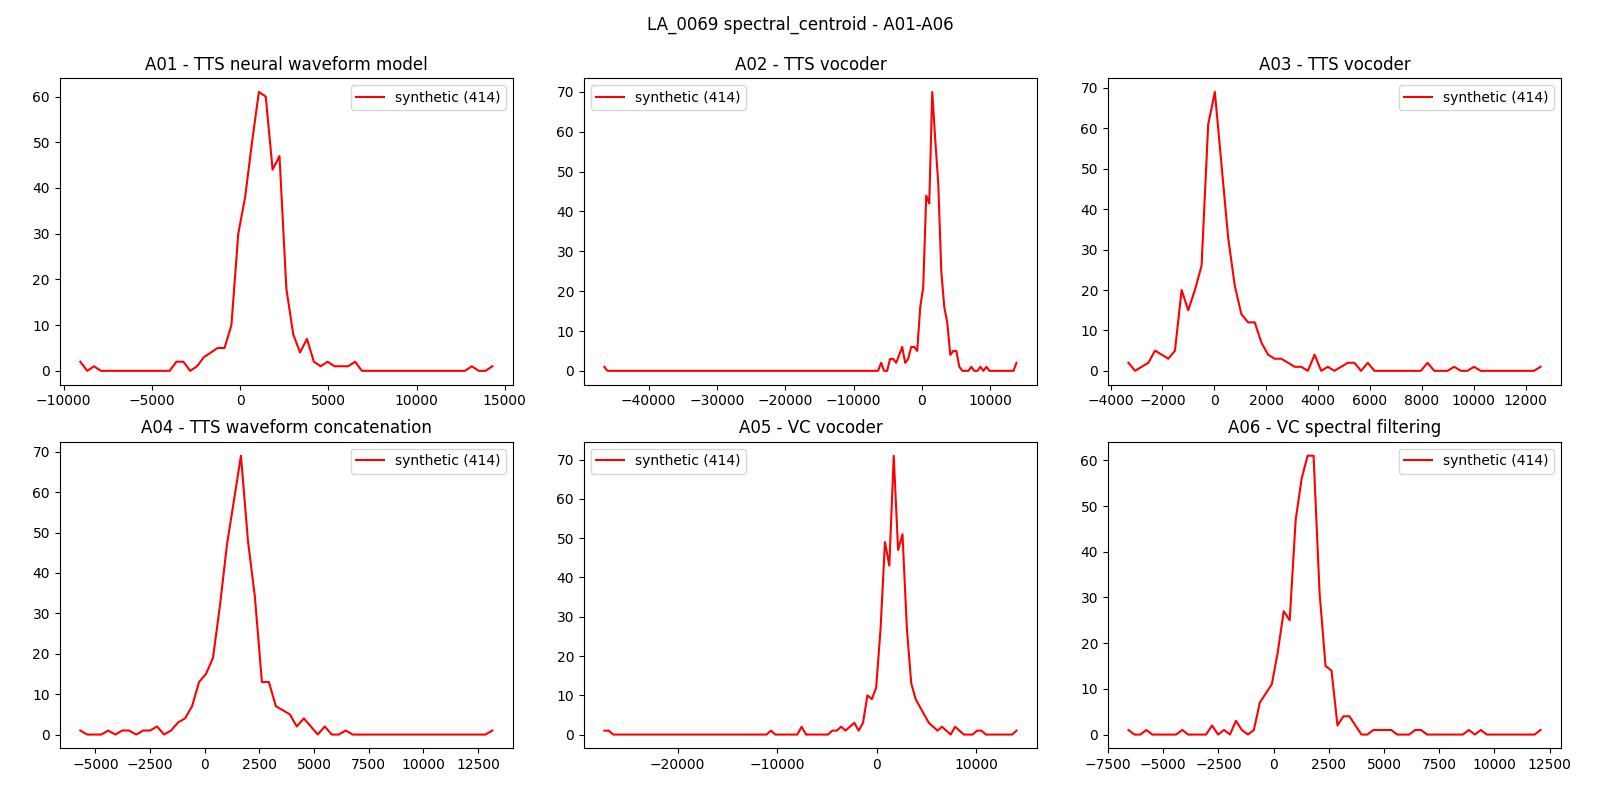 LA_0069 spectral_centroid - A01-A06
A01 - TTS neural waveform model
synthetic (414)
60
50
40
30
20
10
0
−10000 −5000 0 5000 10000 15000
A02 - TTS vocoder
synthetic (414)
70
60
50
40
30
20
10
0
−40000 −30000 −20000 −10000 0 10000
A03 - TTS vocoder
synthetic (414)
70
60
50
40
30
20
10
0
−4000 −2000 0 2000 4000 6000 8000 10000 12000
A04 - TTS waveform concatenation
synthetic (414)
70
60
50
40
30
20
10
0
−5000 −2500 0 2500 5000 7500 10000 12500
A05 - VC vocoder
synthetic (414)
70
60
50
40
30
20
10
0
−20000 −10000 0 10000
A06 - VC spectral filtering
synthetic (414)
60
50
40
30
20
10
0
−7500 −5000 −2500 0 2500 5000 7500 10000 12500